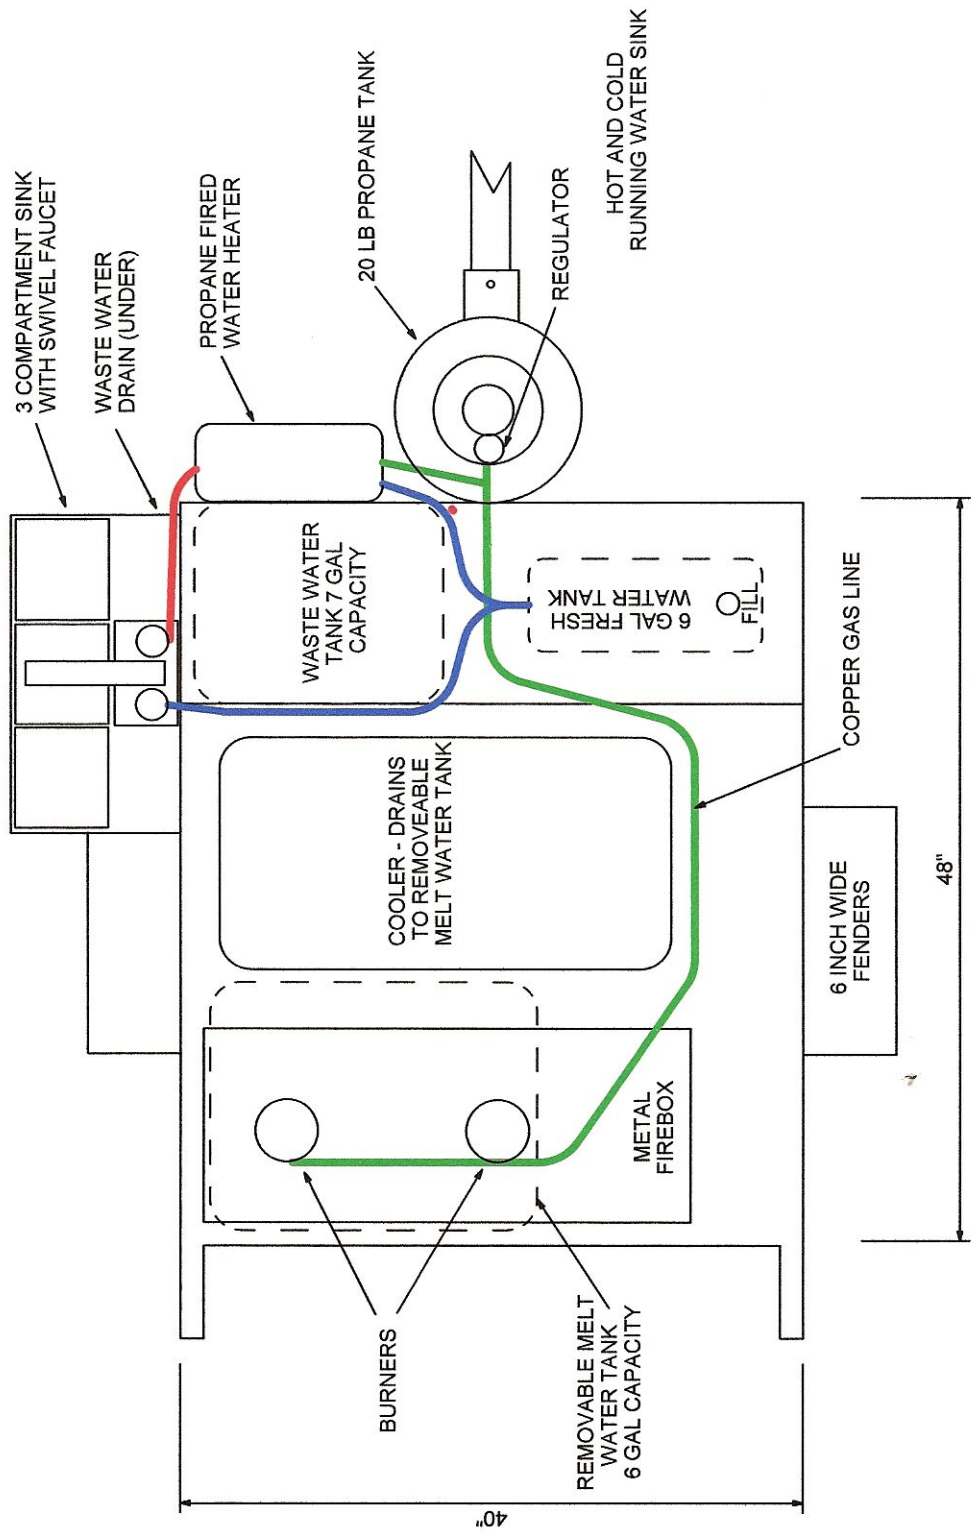 3 COMPARTMENT SINK
WITH SWIVEL FAUCET
WASTE WATER
DRAIN (UNDER)
PROPANE FIRED
WATER HEATER
20 LB PROPANE TANK
REGULATOR
HOT AND COLD
RUNNING WATER SINK
WASTE WATER
TANK 7 GAL
CAPACITY
6 GAL FRESH
WATER TANK
FILL
COOLER - DRAINS
TO REMOVEABLE
MELT WATER TANK
COPPER GAS LINE
6 INCH WIDE
FENDERS
48"
METAL
FIREBOX
BURNERS
REMOVABLE MELT
WATER TANK
6 GAL CAPACITY
40"